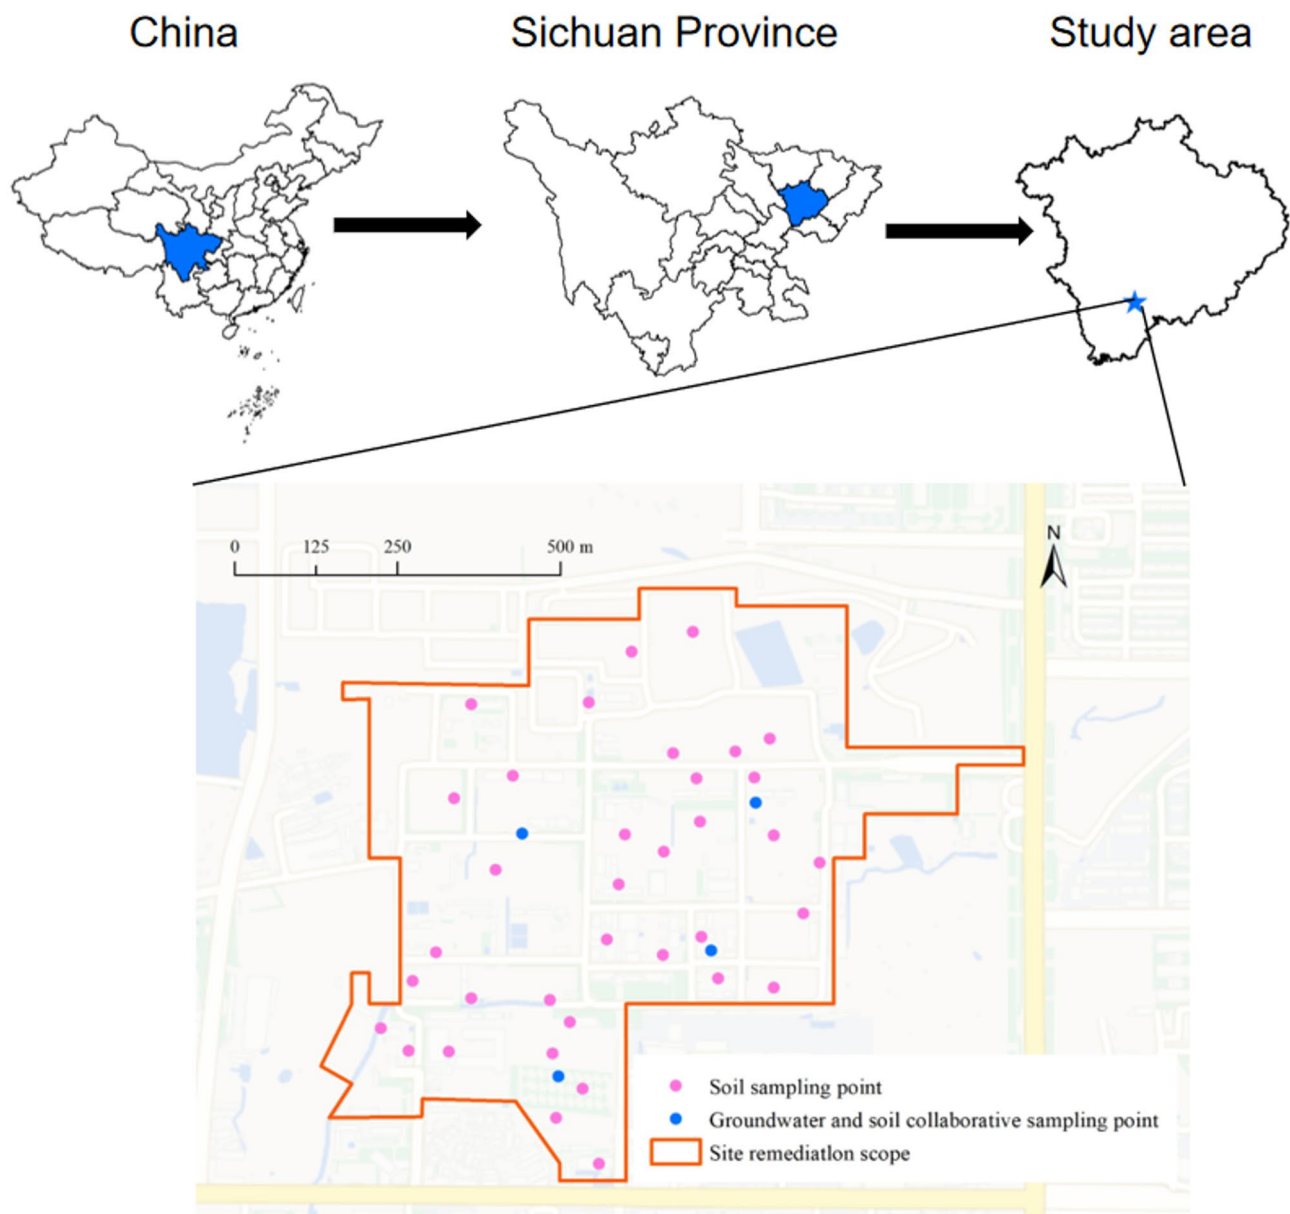 China
Sichuan Province
Study area
0 125 250 500 m
N
Soil sampling point
Groundwater and soil collaborative sampling point
Site remediatlon scope